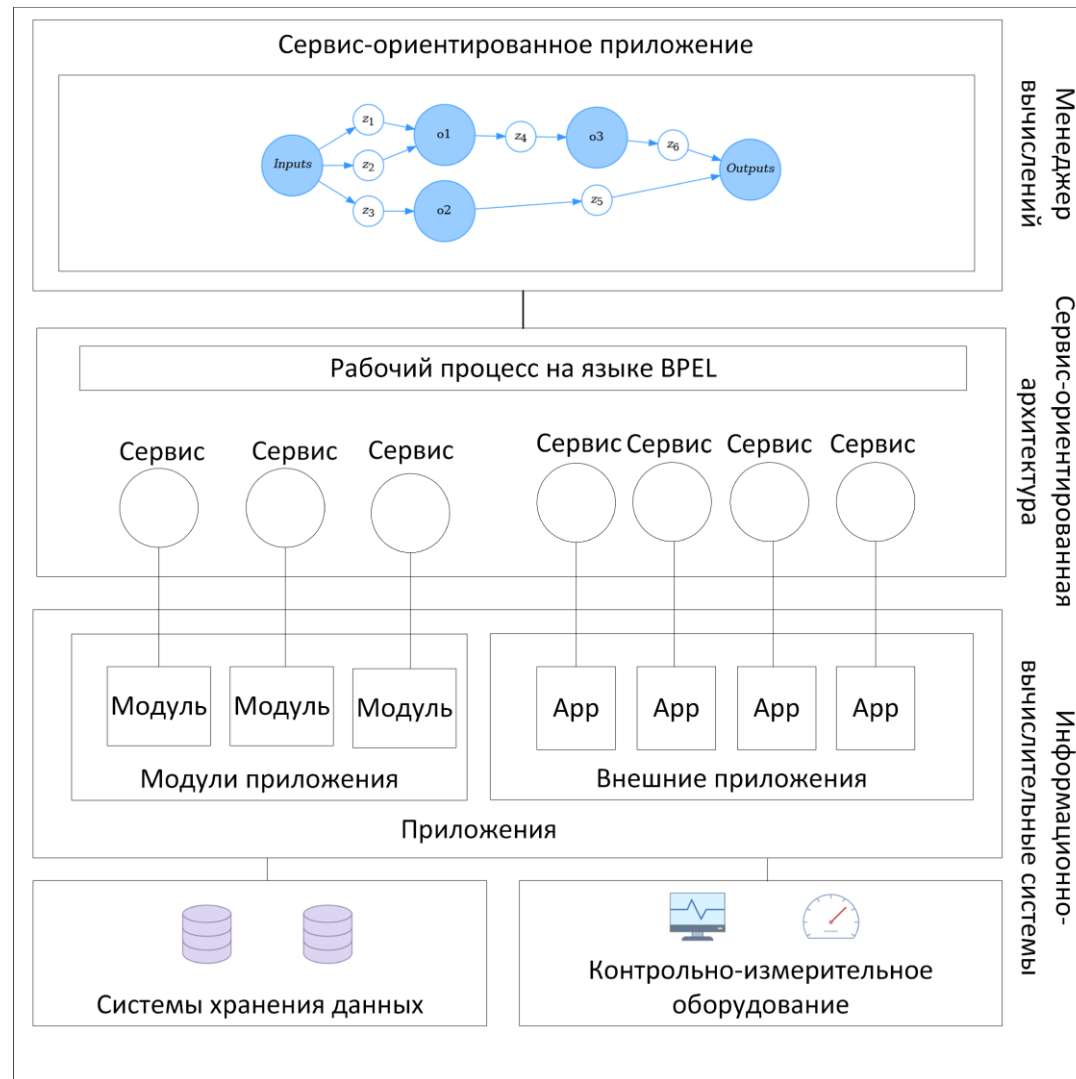 Сервис-ориентированное приложение
Inputs
z1
z2
z3
o1
o2
z4
o3
z5
z6
Outputs
Менеджер
вычислений
Рабочий процесс на языке BPEL
Сервис
Сервис
Сервис
Сервис
Сервис
Сервис
Сервис
Сервис-ориентированная
архитектура
Модуль
Модуль
Модуль
App
App
App
App
Модули приложения
Внешние приложения
Приложения
Информационно-
вычислительные системы
Системы хранения данных
Контрольно-измерительное
оборудование